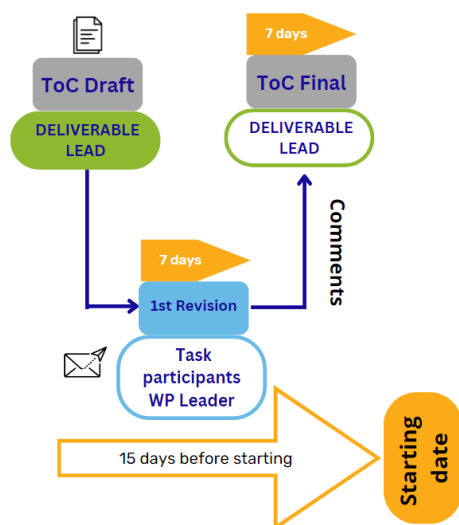 ToC Draft
DELIVERABLE
LEAD
7 days
ToC Final
DELIVERABLE
LEAD
Comments
7 days
1st Revision
Task
participants
WP Leader
15 days before starting
Starting
date